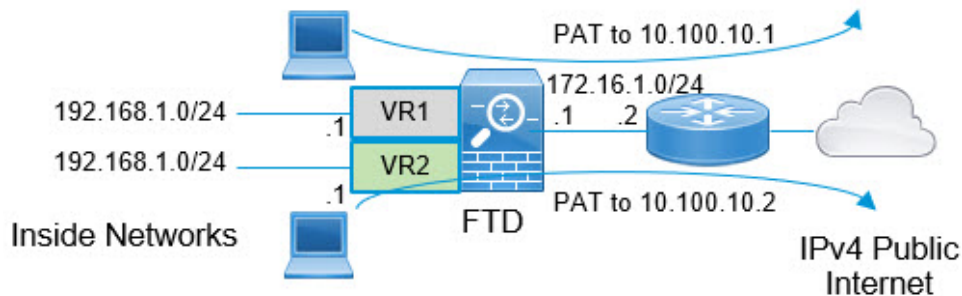 PAT to 10.100.10.1
172.16.1.0/24
192.168.1.0/24
.1
VR1
.1
.2
192.168.1.0/24
.1
VR2
PAT to 10.100.10.2
FTD
Inside Networks
IPv4 Public
Internet